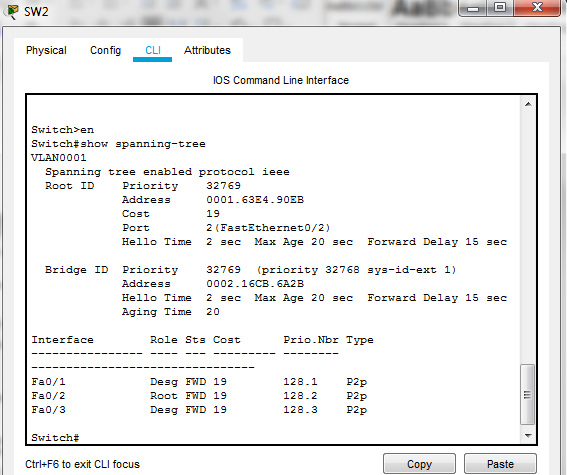 SW2
Physical Config CLI Attributes
IOS Command Line Interface
Switch>en
Switch#show spanning-tree
VLAN0001
Spanning tree enabled protocol ieee
Root ID Priority 32769
Address 0001.63E4.90EB
Cost 19
Port 2(FastEthernet0/2)
Hello Time 2 sec Max Age 20 sec Forward Delay 15 sec
Bridge ID Priority 32769 (priority 32768 sys-id-ext 1)
Address 0002.16CB.6A2B
Hello Time 2 sec Max Age 20 sec Forward Delay 15 sec
Aging Time 20
Interface Role Sts Cost Prio.Nbr Type
---------------- ---- --- --------- -------- 
--------------------------------
Fa0/1 Desg FWD 19 128.1 P2p
Fa0/2 Root FWD 19 128.2 P2p
Fa0/3 Desg FWD 19 128.3 P2p
Switch#
Ctrl+F6 to exit CLI focus
Copy Paste